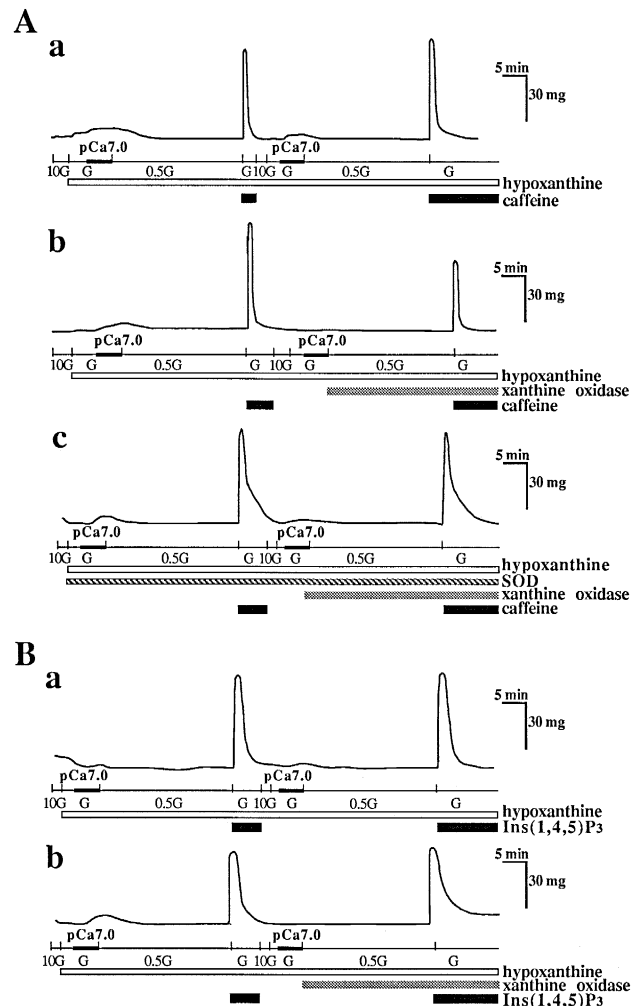 A
a
5 min
30 mg
pCa7.0 pCa7.0
10G G 0.5G G 10G G 0.5G G
hypoxanthine
caffeine
b
5 min
30 mg
pCa7.0 pCa7.0
10G G 0.5G G 10G G 0.5G G
hypoxanthine
xanthine oxidase
caffeine
c
5 min
30 mg
pCa7.0 pCa7.0
10G G 0.5G G 10G G 0.5G G
hypoxanthine
SOD
xanthine oxidase
caffeine
B
a
5 min
30 mg
pCa7.0 pCa7.0
10G G 0.5G G 10G G 0.5G G
hypoxanthine
Ins(1,4,5)P3
b
5 min
30 mg
pCa7.0 pCa7.0
10G G 0.5G G 10G G 0.5G G
hypoxanthine
xanthine oxidase
Ins(1,4,5)P3